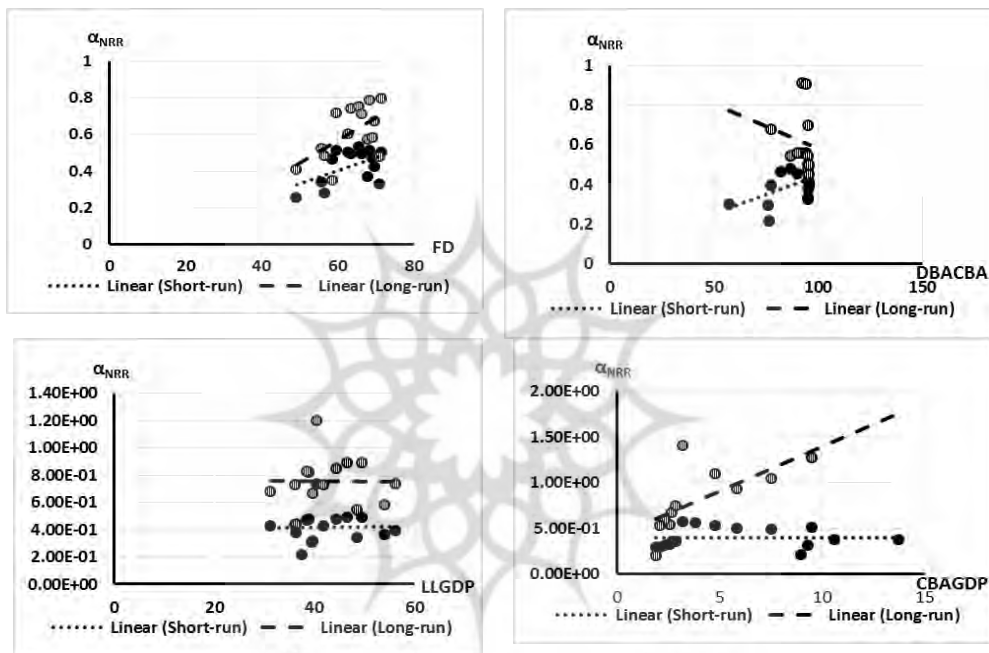 αNRR
1
0.8
0.6
0.4
0.2
0
0 20 40 60 80
FD
Linear (Short-run) Linear (Long-run)
αNRR
1
0.8
0.6
0.4
0.2
0
0 50 100 150
DBACBA
Linear (Short-run) Linear (Long-run)
αNRR
1.40E+00
1.20E+00
1.00E+00
8.00E-01
6.00E-01
4.00E-01
2.00E-01
0.00E+00
0 20 40 60
LLGDP
Linear (Short-run) Linear (Long-run)
αNRR
2.00E+00
1.50E+00
1.00E+00
5.00E-01
0.00E+00
0 5 10 15
CBAGDP
Linear (Short-run) Linear (Long-run)